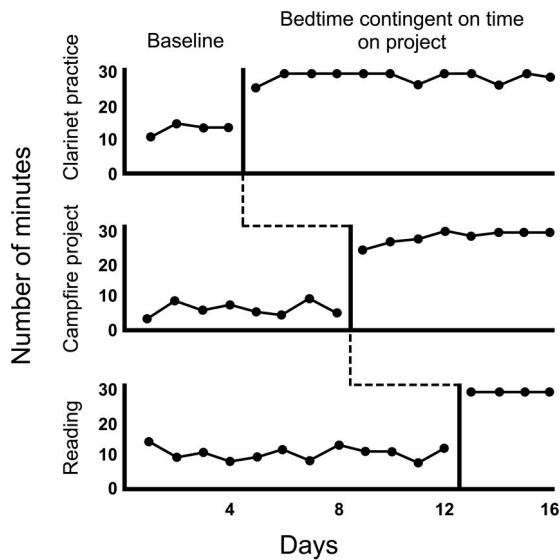 Baseline
Bedtime contingent on time
on project
Number of minutes
Clarinet practice
30
20
10
0
Campfire project
30
20
10
0
Reading
30
20
10
0
4 8 12 16
Days